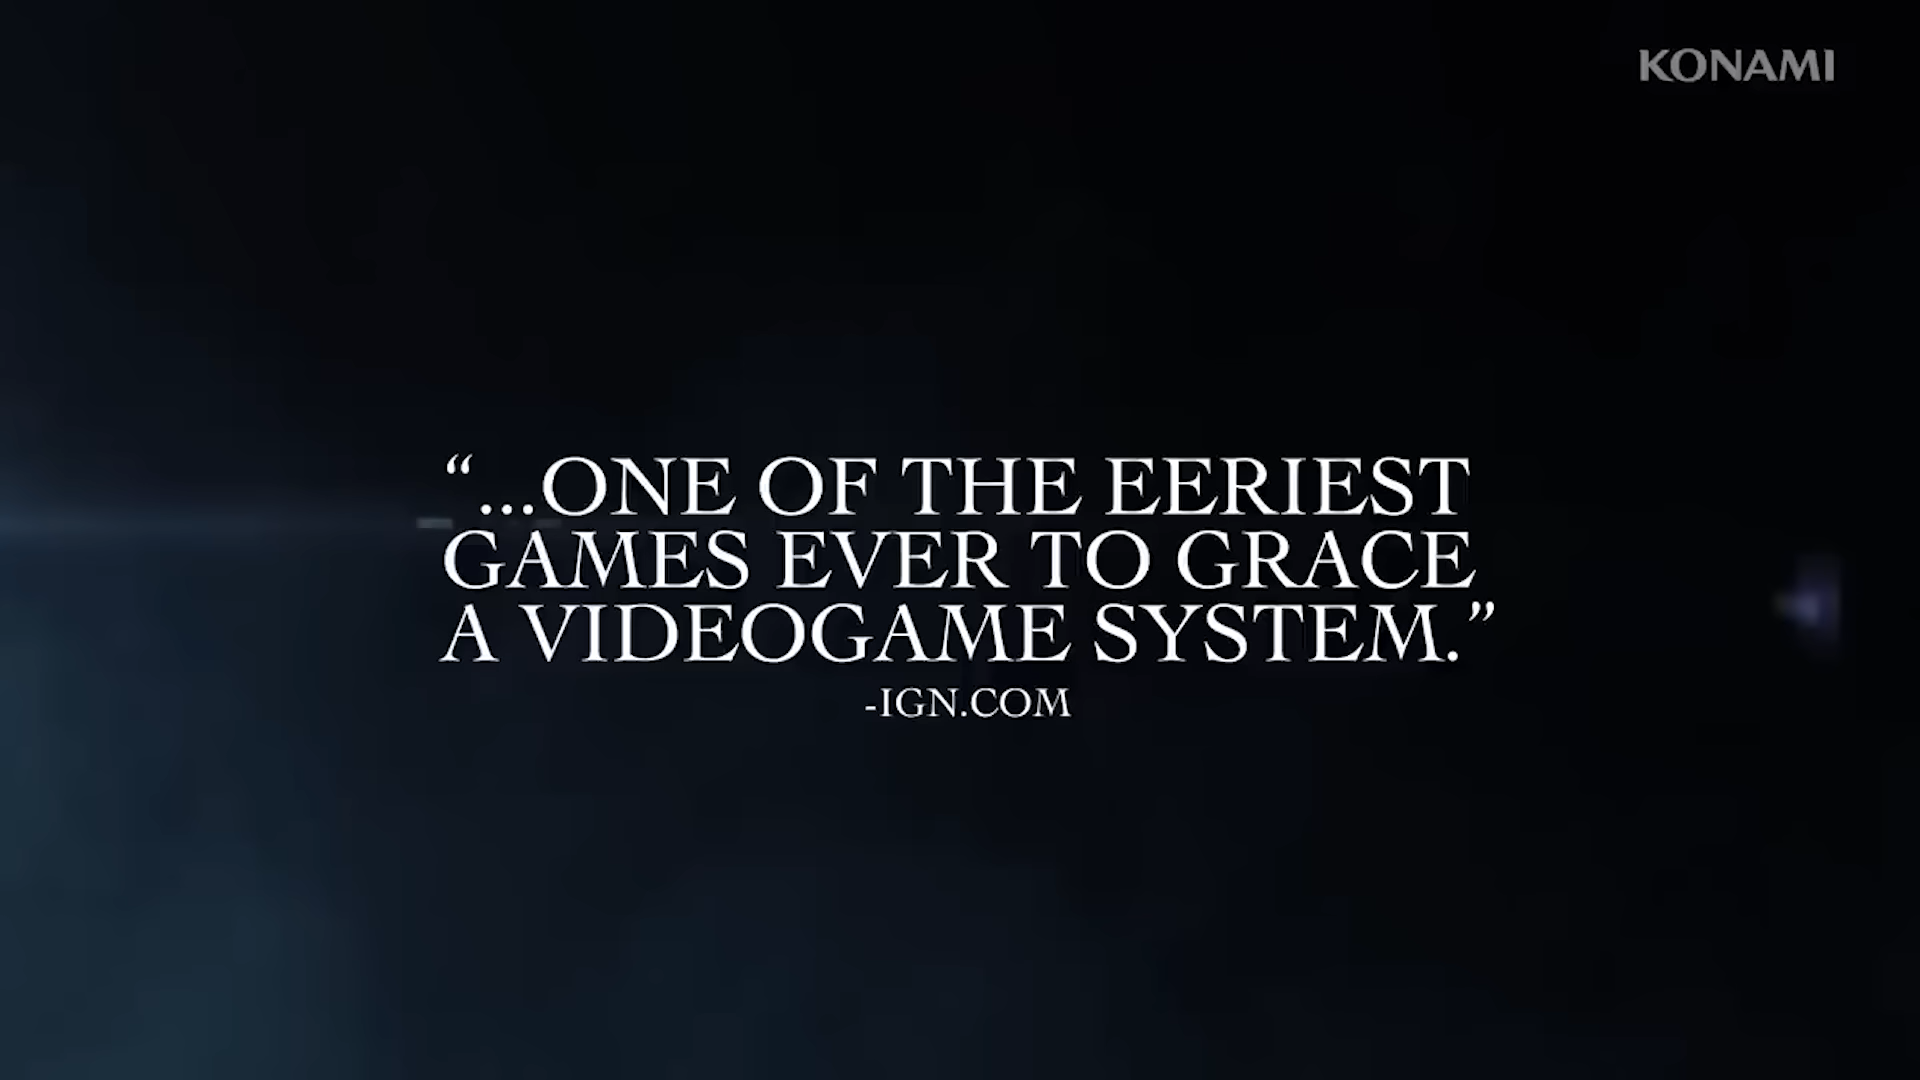 KONAMI
“...ONE OF THE EERIEST
GAMES EVER TO GRACE
A VIDEOGAME SYSTEM.”
-IGN.COM